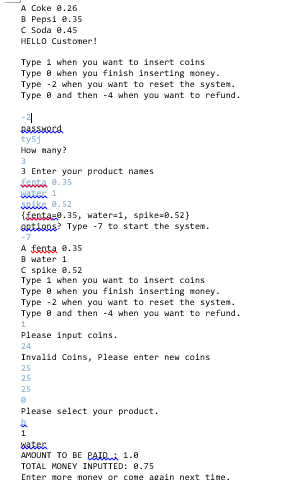 A Coke 0.26
B Pepsi 0.35
C Soda 0.45
HELLO Customer!
Type 1 when you want to insert coins
Type 0 when you finish inserting money.
Type -2 when you want to reset the system.
Type 0 and then -4 when you want to refund.
-2
password
ty5j
How many?
3
3 Enter your product names
fenta 0.35
water 1
spike 0.52
{fenta=0.35, water=1, spike=0.52}
options? Type -7 to start the system.
-7
A fenta 0.35
B water 1
C spike 0.52
Type 1 when you want to insert coins
Type 0 when you finish inserting money.
Type -2 when you want to reset the system.
Type 0 and then -4 when you want to refund.
1
Please input coins.
24
Invalid Coins, Please enter new coins
25
25
25
0
Please select your product.
b
1
water
AMOUNT TO BE PAID : 1.0
TOTAL MONEY INPUTTED: 0.75
Enter more money or come again next time.